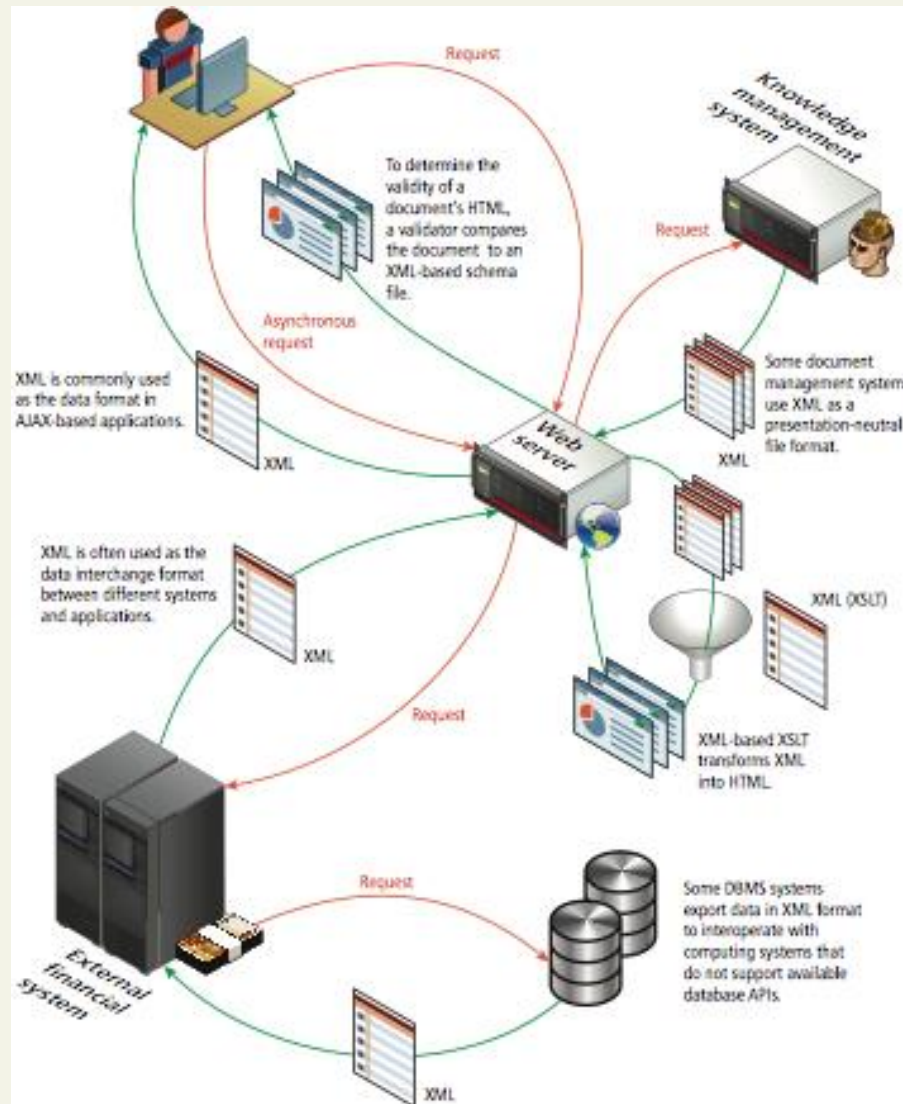 Request
Knowledge
management
system
To determine the
validity of a
document's HTML,
a validator compares
the document to an
XML-based schema
file.
Request
Asynchronous
request
XML is commonly used
as the data format in
AJAX-based applications.
XML
Web
server
Some document
management system
use XML as a
presentation-neutral
file format.
XML
XML is often used as the
data interchange format
between different systems
and applications.
XML
XML (XSLT)
Request
XML-based XSLT
transforms XML
into HTML.
External
financial
system
Request
Some DBMS systems
export data in XML format
to interoperate with
computing systems that
do not support available
database APIs.
XML